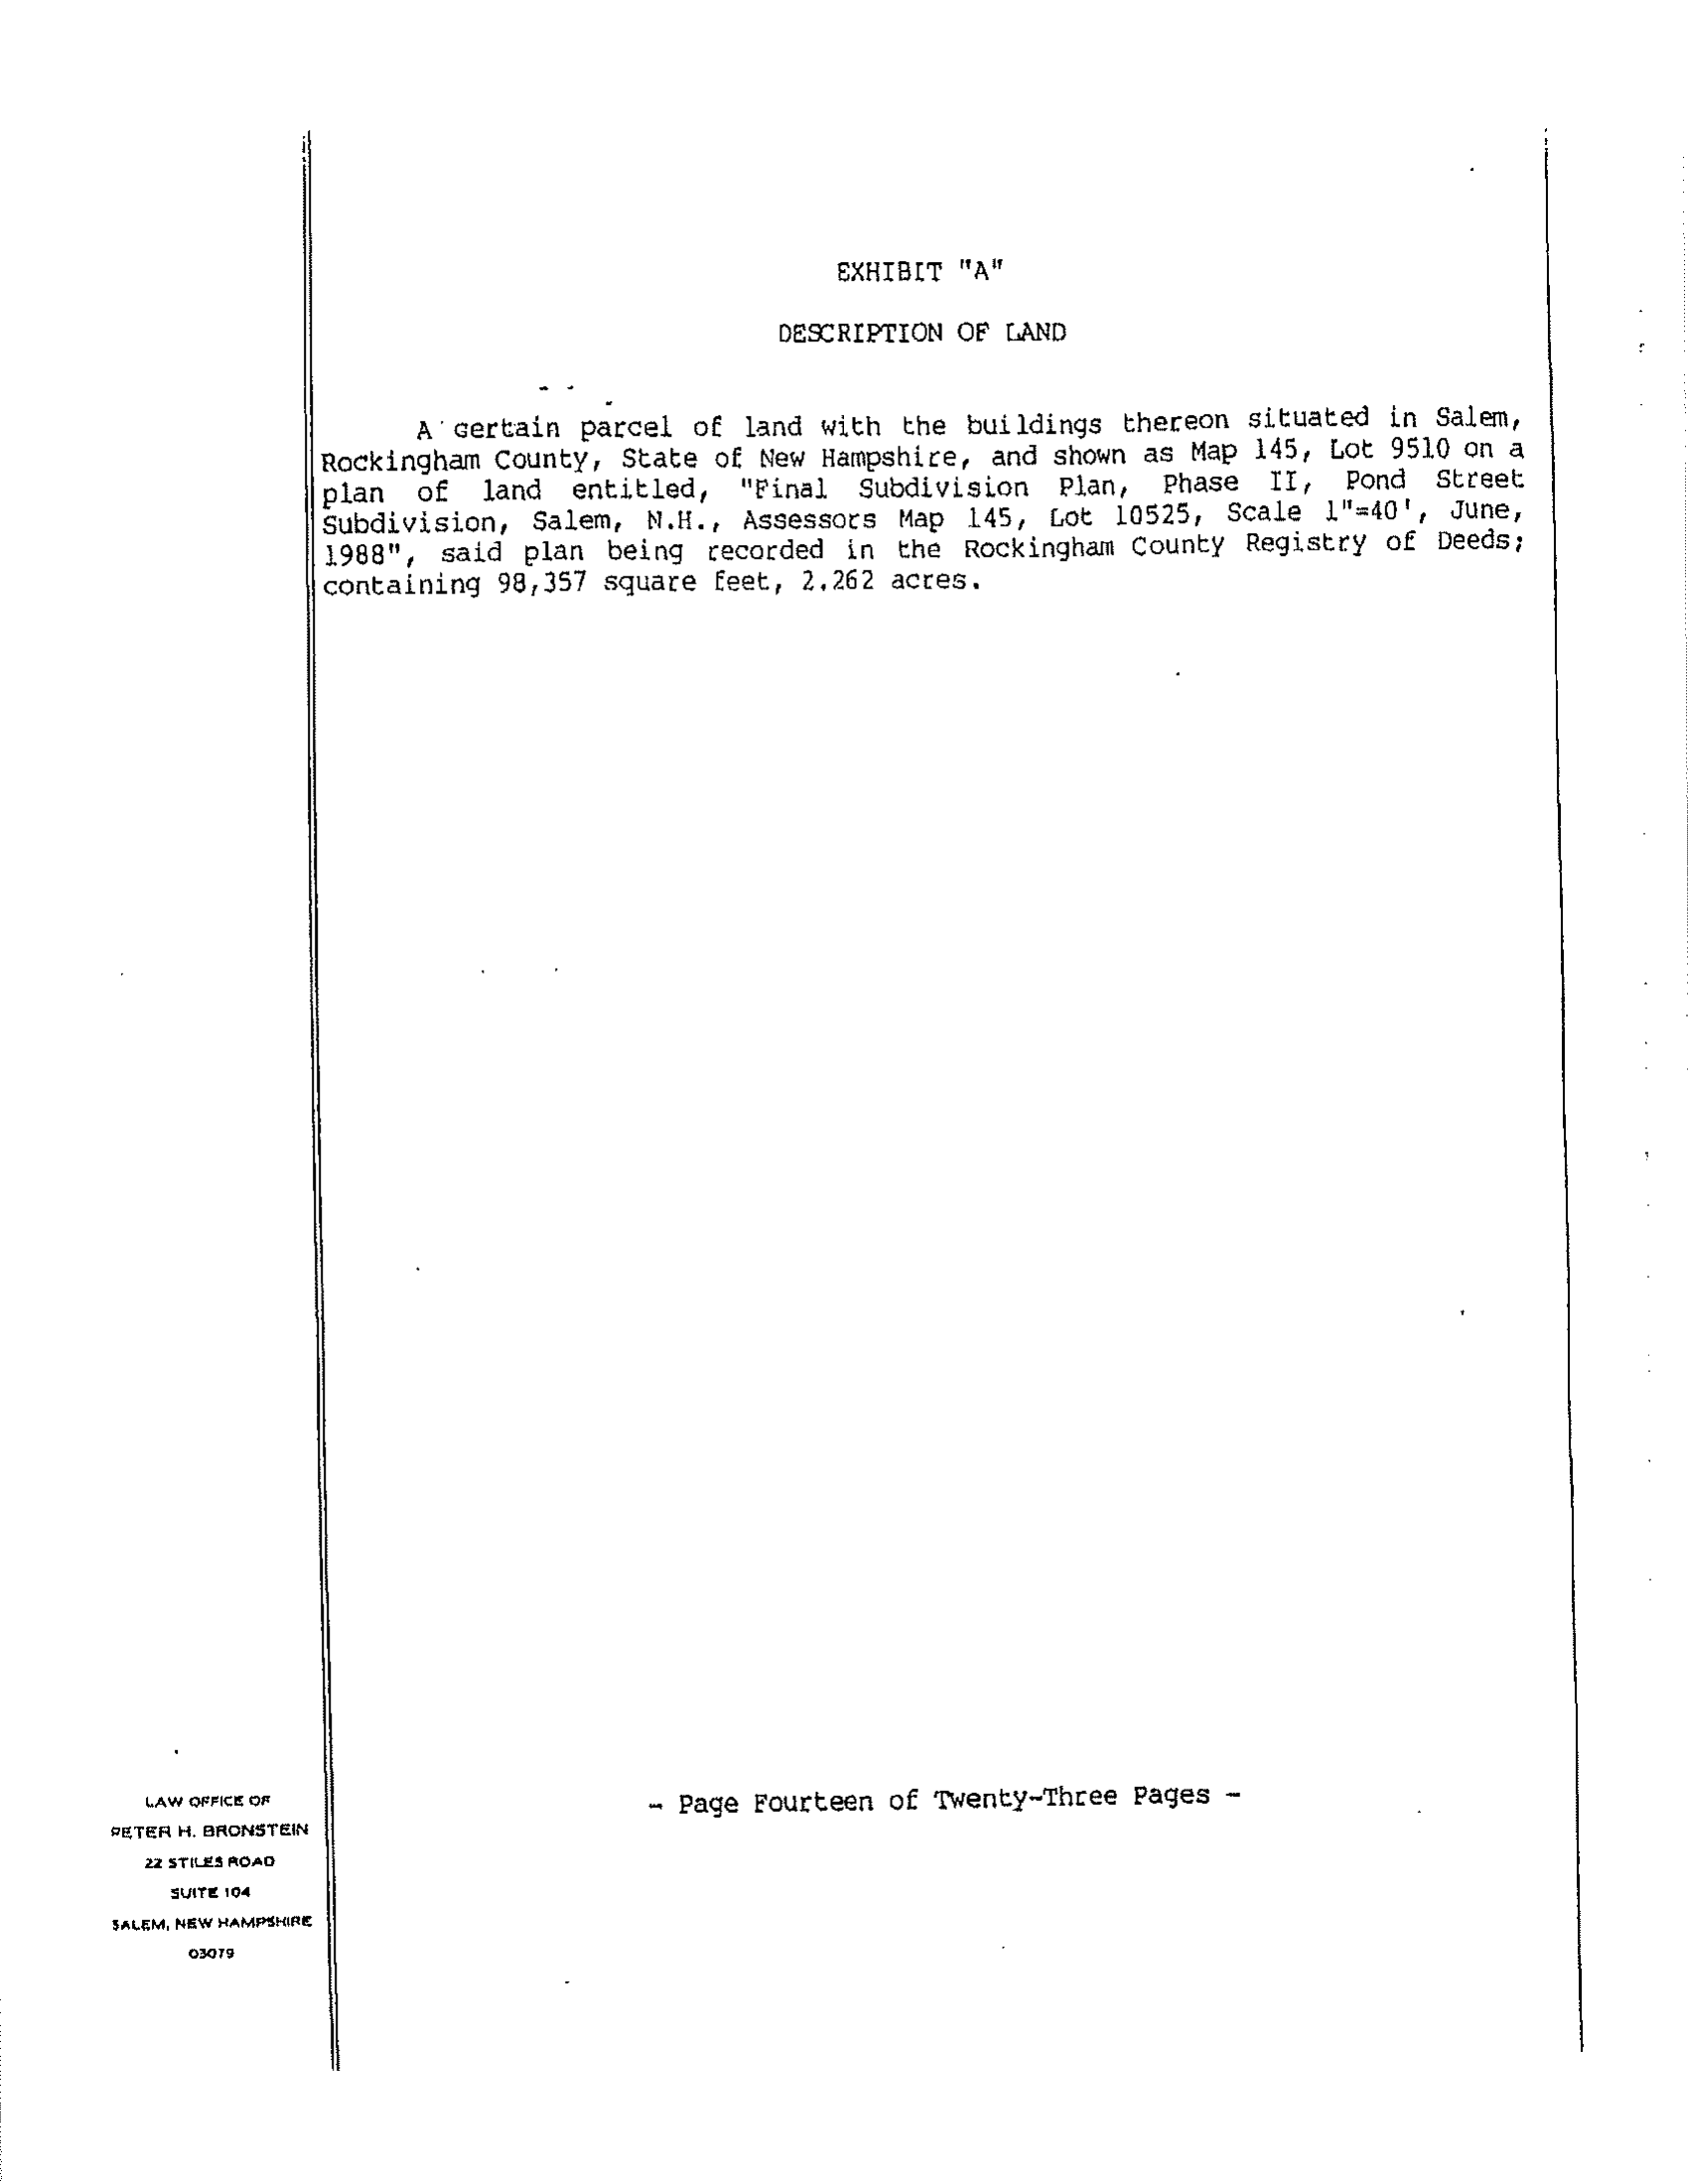 EXHIBIT "A"
DESCRIPTION OF LAND
A certain parcel of land with the buildings thereon situated in Salem,
Rockingham County, State of New Hampshire, and shown as Map 145, Lot 9510 on a
plan of land entitled, "Final Subdivision Plan, Phase II, Pond Street
Subdivision, Salem, N.H., Assessors Map 145, Lot 10525, Scale 1"=40', June,
1988", said plan being recorded in the Rockingham County Registry of Deeds;
containing 98,357 square feet, 2.262 acres.
- Page Fourteen of Twenty-Three Pages -
LAW OFFICE OF
PETER H. BRONSTEIN
22 STILES ROAD
SUITE 104
SALEM, NEW HAMPSHIRE
03079